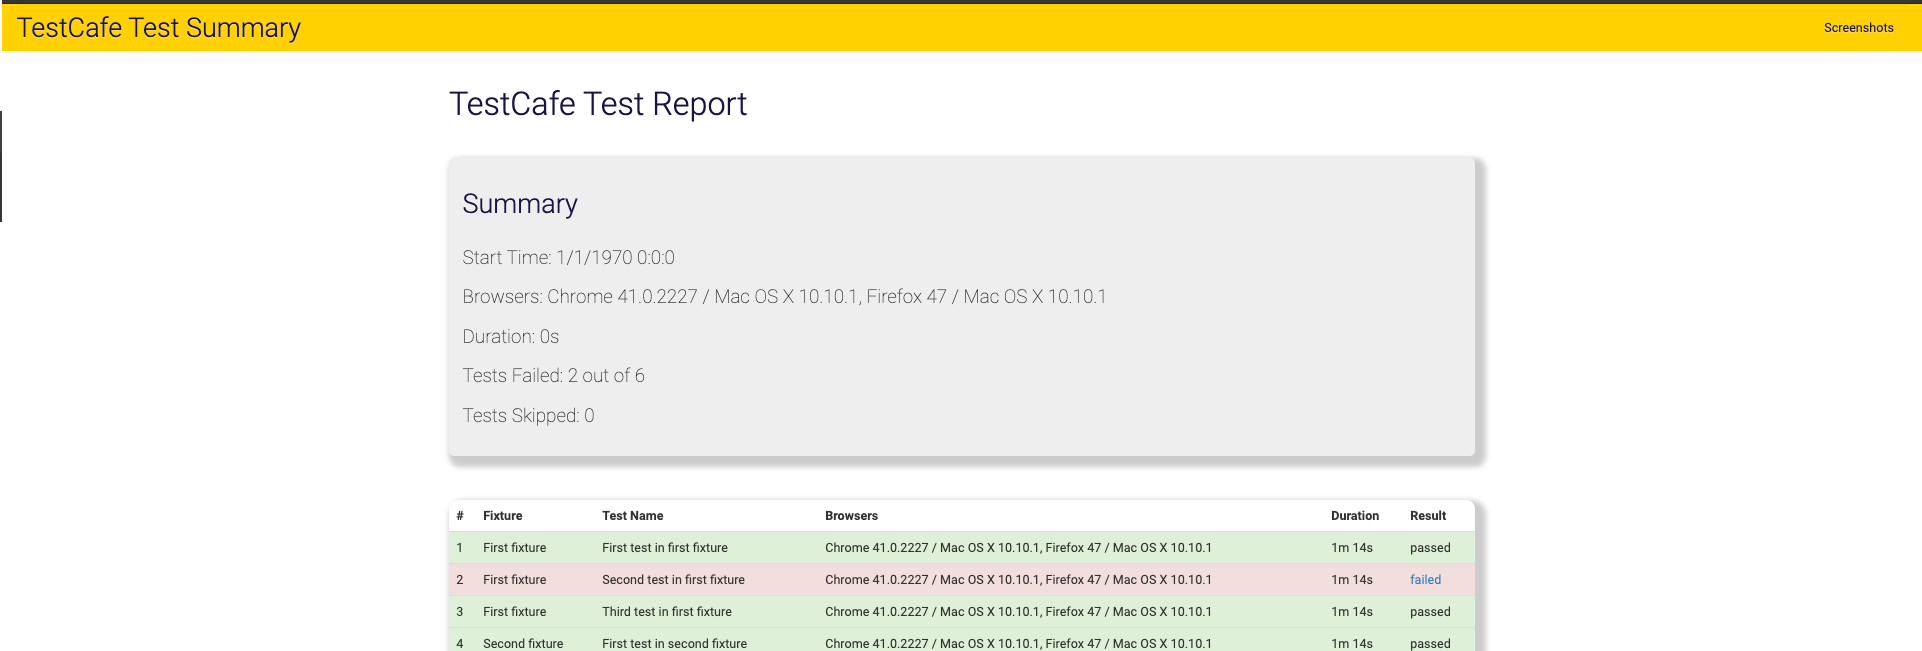 TestCafe Test Summary
Screenshots
TestCafe Test Report
Summary
Start Time: 1/1/1970 0:0:0
Browsers: Chrome 41.0.2227 / Mac OS X 10.10.1, Firefox 47 / Mac OS X 10.10.1
Duration: 0s
Tests Failed: 2 out of 6
Tests Skipped: 0
# Fixture Test Name Browsers Duration Result
1 First fixture First test in first fixture Chrome 41.0.2227 / Mac OS X 10.10.1, Firefox 47 / Mac OS X 10.10.1 1m 14s passed
2 First fixture Second test in first fixture Chrome 41.0.2227 / Mac OS X 10.10.1, Firefox 47 / Mac OS X 10.10.1 1m 14s failed
3 First fixture Third test in first fixture Chrome 41.0.2227 / Mac OS X 10.10.1, Firefox 47 / Mac OS X 10.10.1 1m 14s passed
4 Second fixture First test in second fixture Chrome 41.0.2227 / Mac OS X 10.10.1, Firefox 47 / Mac OS X 10.10.1 1m 14s passed